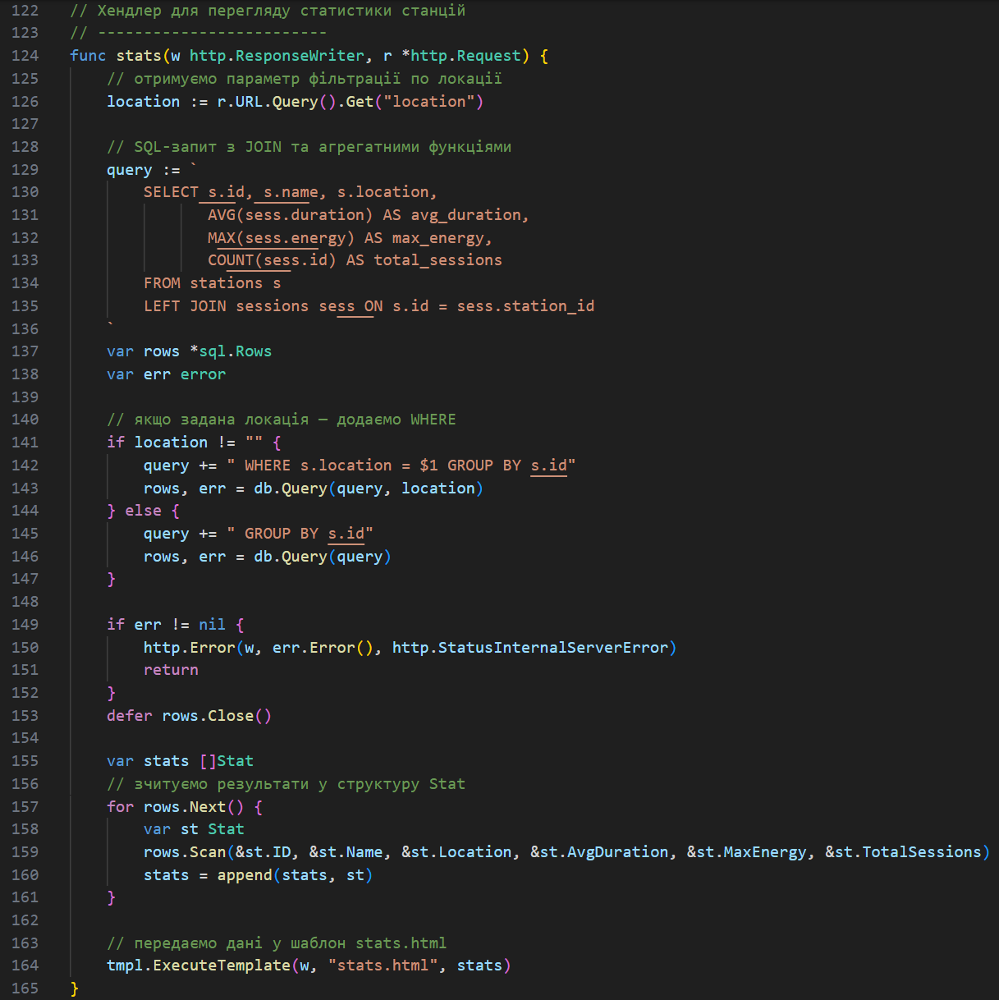 122 // Хендлер для перегляду статистики станцій
123 // -------------------------
124 func stats(w http.ResponseWriter, r *http.Request) {
125     // отримуємо параметр фільтрації по локації
126     location := r.URL.Query().Get("location")
127
128     // SQL-запит з JOIN та агрегатними функціями
129     query := `
130         SELECT s.id, s.name, s.location,
131                AVG(sess.duration) AS avg_duration,
132                MAX(sess.energy) AS max_energy,
133                COUNT(sess.id) AS total_sessions
134         FROM stations s
135         LEFT JOIN sessions sess ON s.id = sess.station_id
136     `
137     var rows *sql.Rows
138     var err error
139
140     // якщо задана локація — додаємо WHERE
141     if location != "" {
142         query += " WHERE s.location = $1 GROUP BY s.id"
143         rows, err = db.Query(query, location)
144     } else {
145         query += " GROUP BY s.id"
146         rows, err = db.Query(query)
147     }
148
149     if err != nil {
150         http.Error(w, err.Error(), http.StatusInternalServerError)
151         return
152     }
153     defer rows.Close()
154
155     var stats []Stat
156     // зчитуємо результати у структуру Stat
157     for rows.Next() {
158         var st Stat
159         rows.Scan(&st.ID, &st.Name, &st.Location, &st.AvgDuration, &st.MaxEnergy, &st.TotalSessions)
160         stats = append(stats, st)
161     }
162
163     // передаємо дані у шаблон stats.html
164     tmpl.ExecuteTemplate(w, "stats.html", stats)
165 }